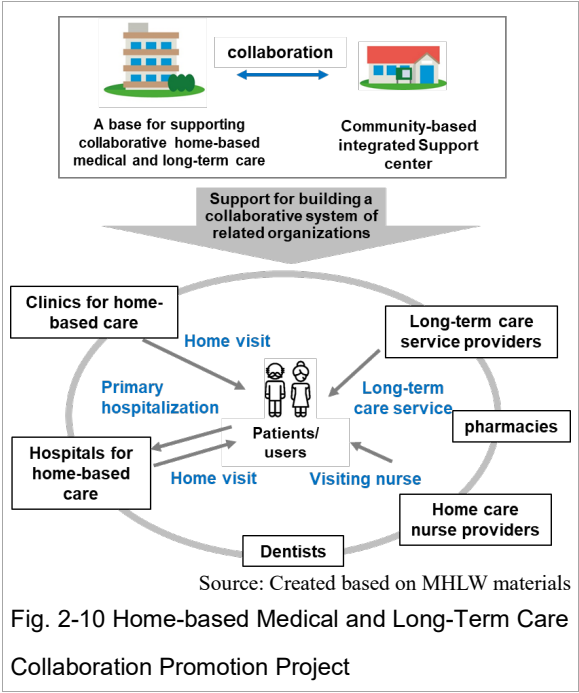 collaboration
A base for supporting
collaborative home-based
medical and long-term care
Community-based
integrated Support
center
Support for building a
collaborative system of
related organizations
Clinics for home-
based care
Home visit
Long-term care
service providers
Primary
hospitalization
Long-term
care service
Patients/
users
pharmacies
Hospitals for
home-based
care
Home visit
Visiting nurse
Home care
nurse providers
Dentists
Source: Created based on MHLW materials
Fig. 2-10 Home-based Medical and Long-Term Care
Collaboration Promotion Project